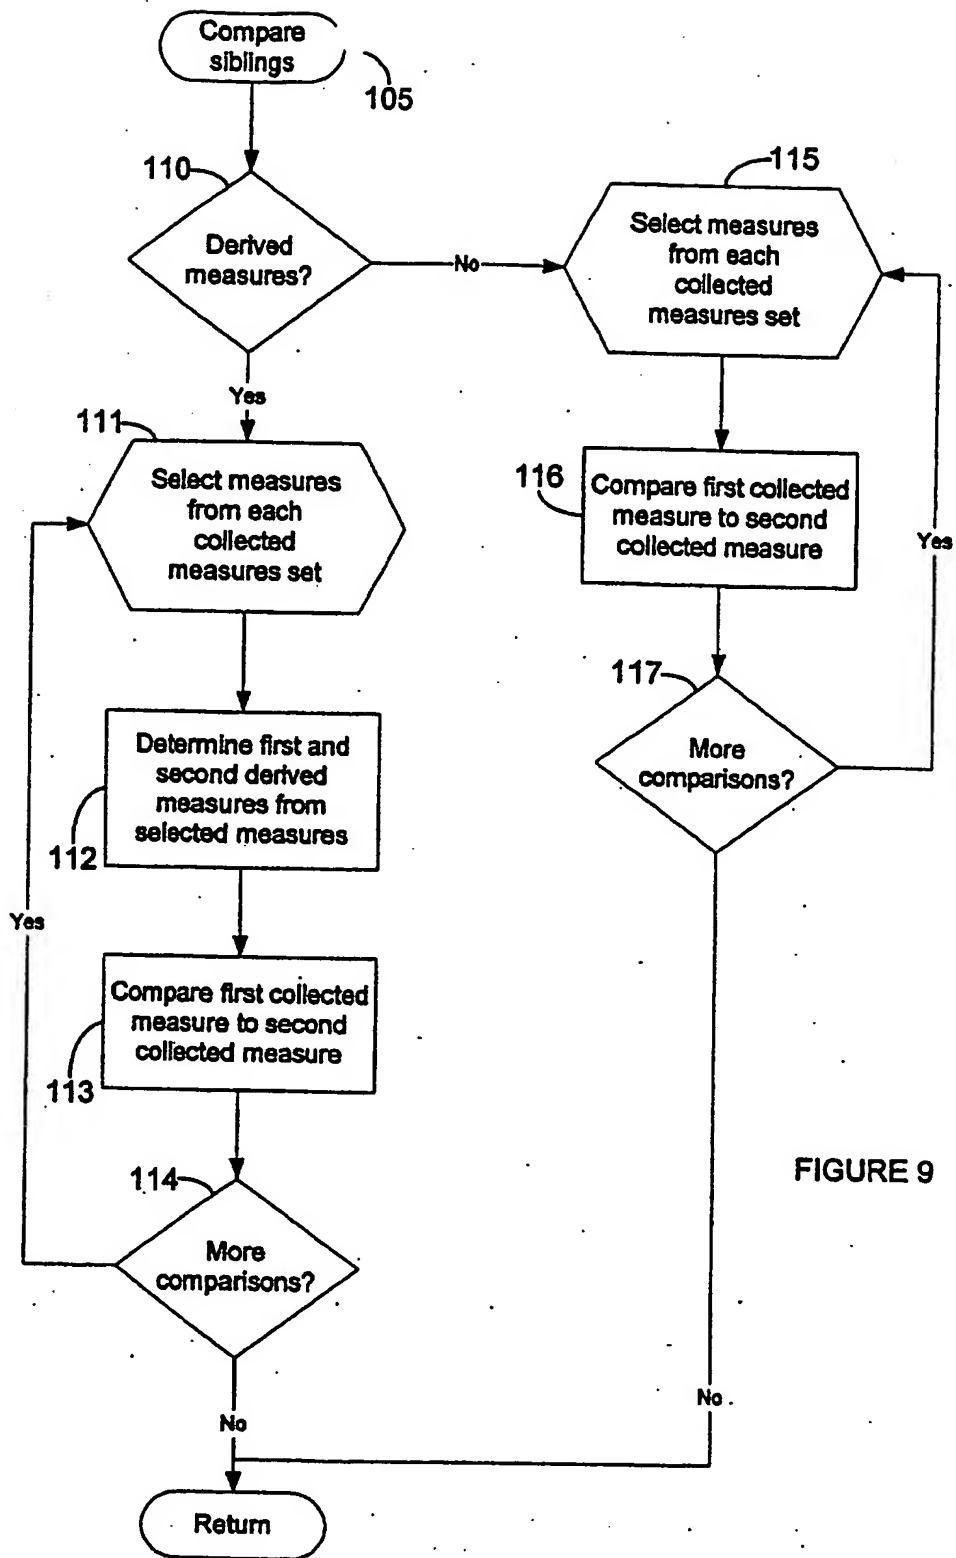 Compare
siblings
105
110
Derived
measures?
No
115
Select measures
from each
collected
measures set
Yes
111
Select measures
from each
collected
measures set
116
Compare first collected
measure to second
collected measure
Yes
117
More
comparisons?
Determine first and
second derived
measures from
selected measures
112
Yes
Compare first collected
measure to second
collected measure
113
114
More
comparisons?
FIGURE 9
No
No
Return